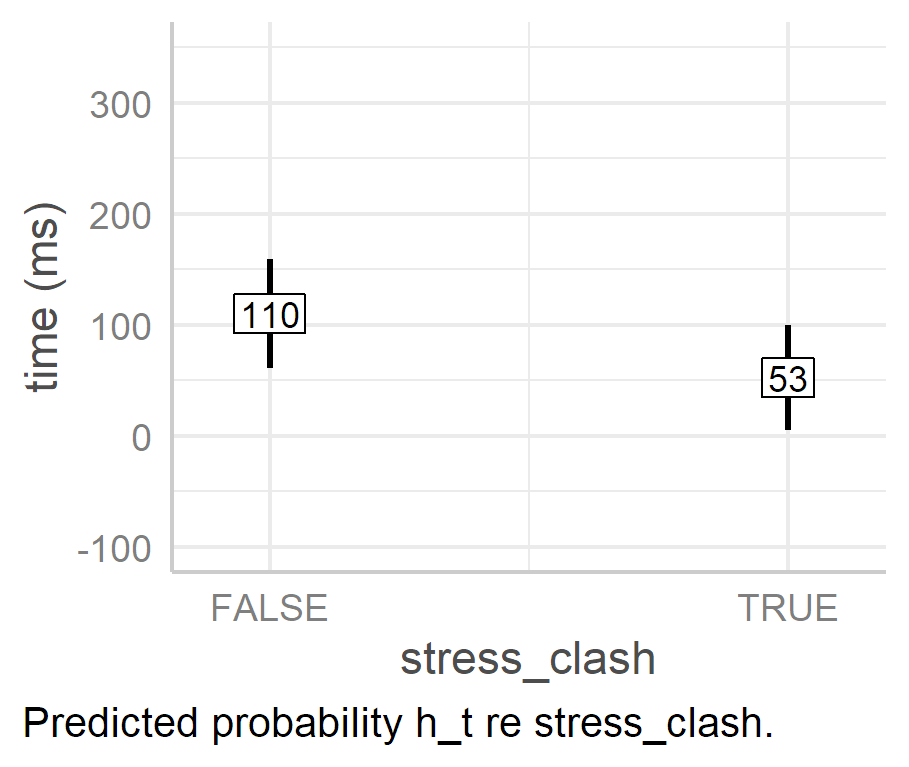 300
200
100
0
-100
time (ms)
110
53
FALSE
TRUE
stress_clash
Predicted probability h_t re stress_clash.